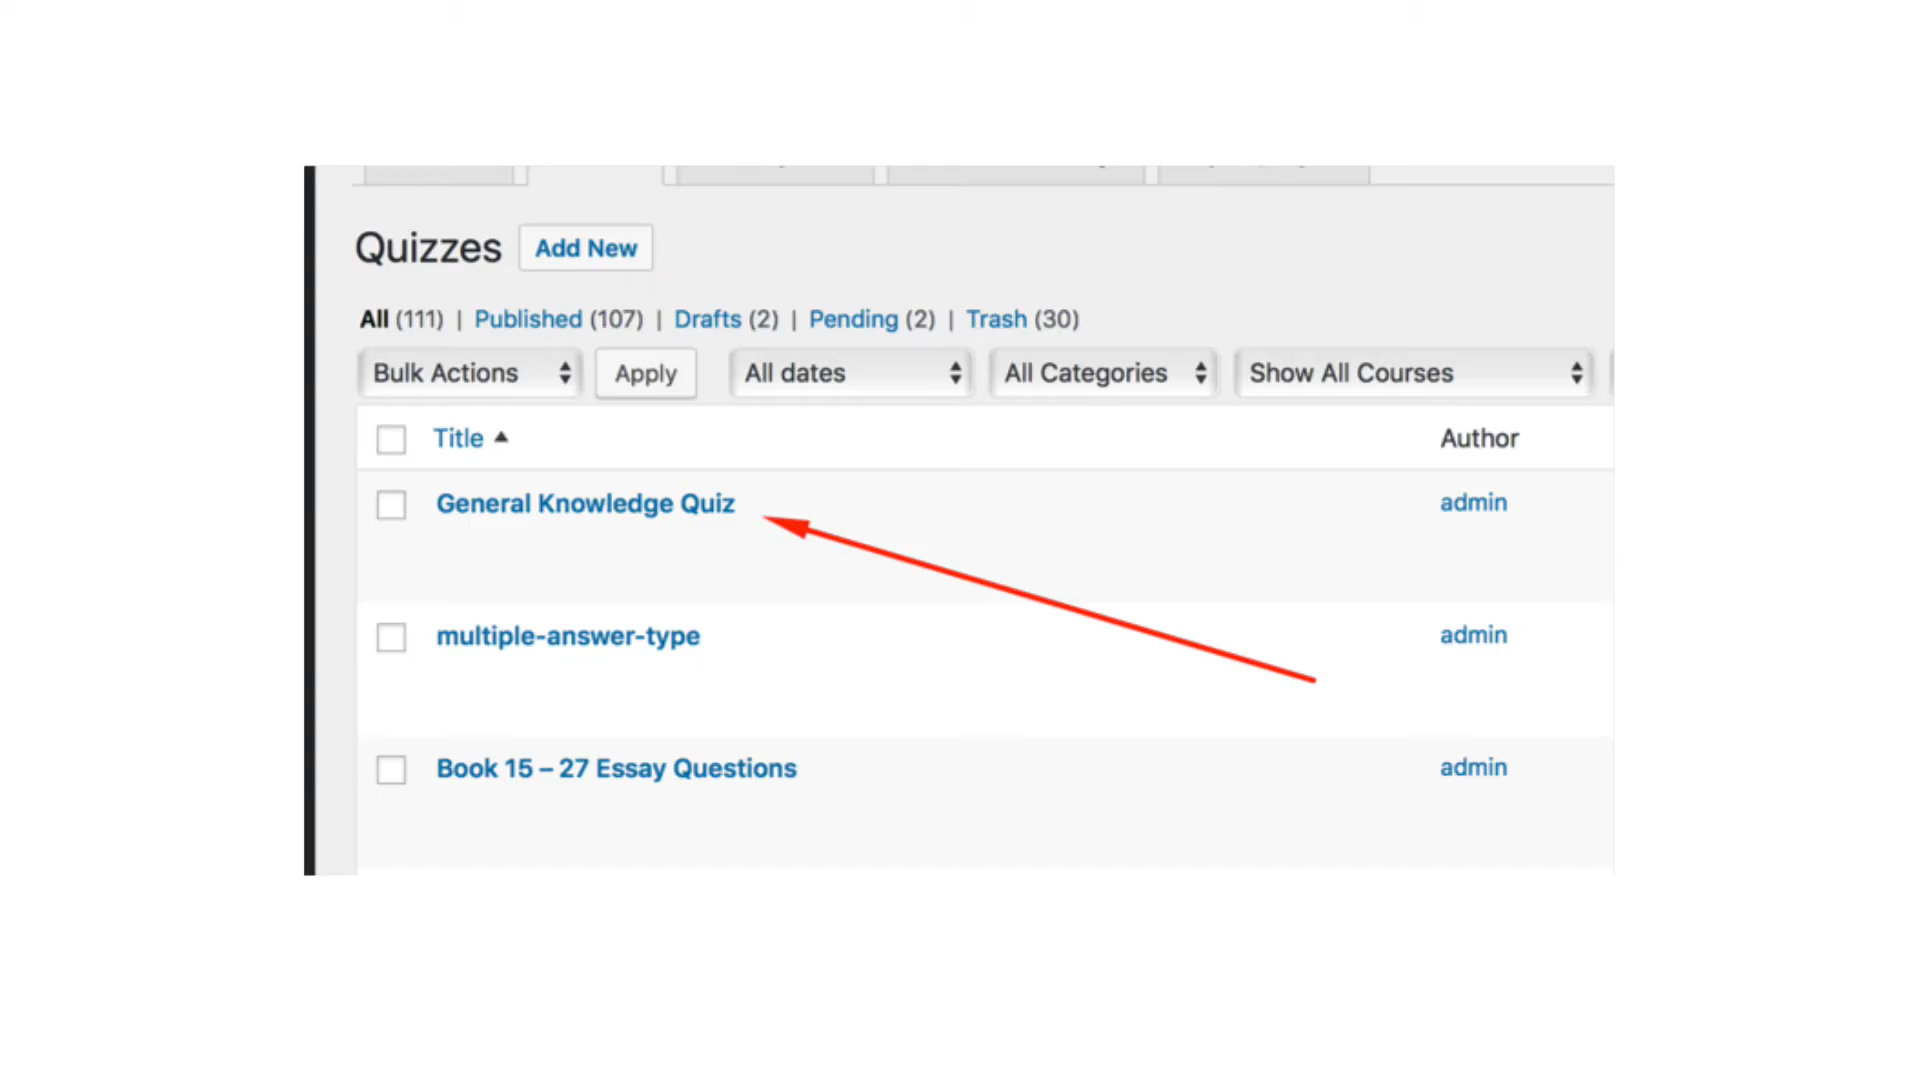 Quizzes Add New
All (111) | Published (107) | Drafts (2) | Pending (2) | Trash (30)
Bulk Actions Apply All dates All Categories Show All Courses
Title Author
General Knowledge Quiz admin
multiple-answer-type admin
Book 15 – 27 Essay Questions admin